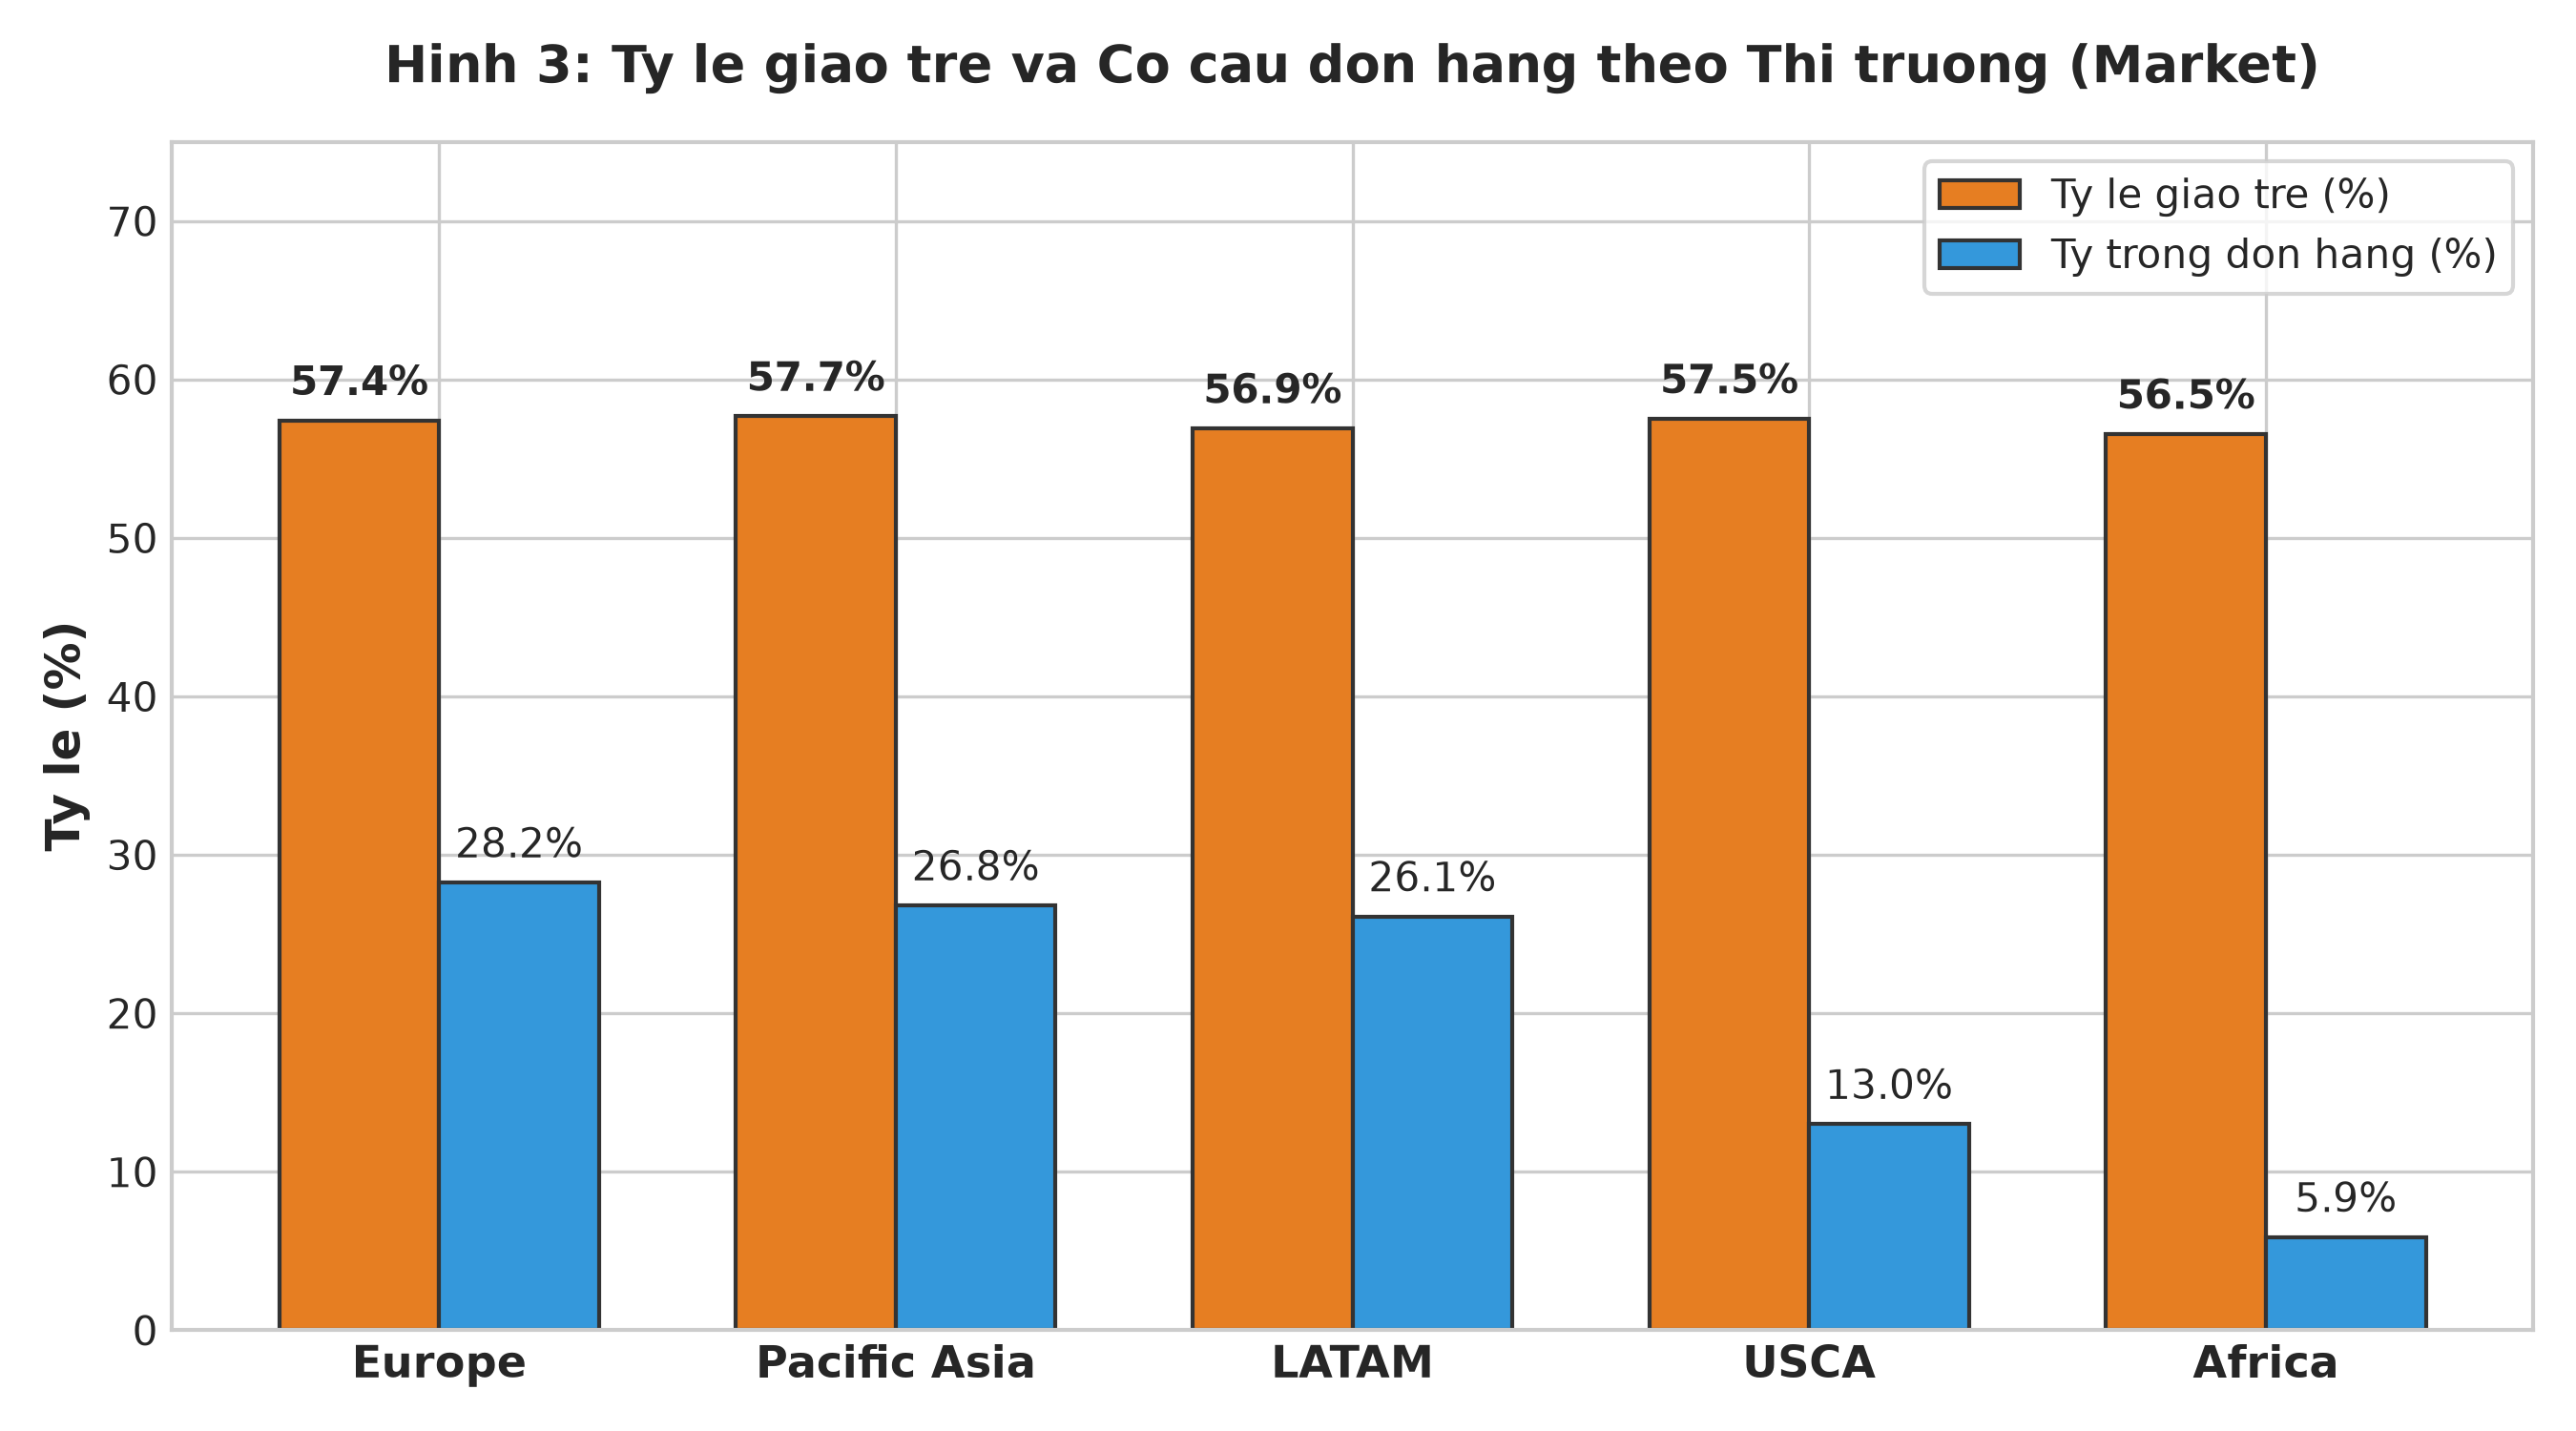 Hinh 3: Ty le giao tre va Co cau don hang theo Thi truong (Market)
Ty le giao tre (%)
Ty trong don hang (%)
Ty le (%)
70
60
50
40
30
20
10
0
57.4%
57.7%
56.9%
57.5%
56.5%
28.2%
26.8%
26.1%
13.0%
5.9%
Europe
Pacific Asia
LATAM
USCA
Africa